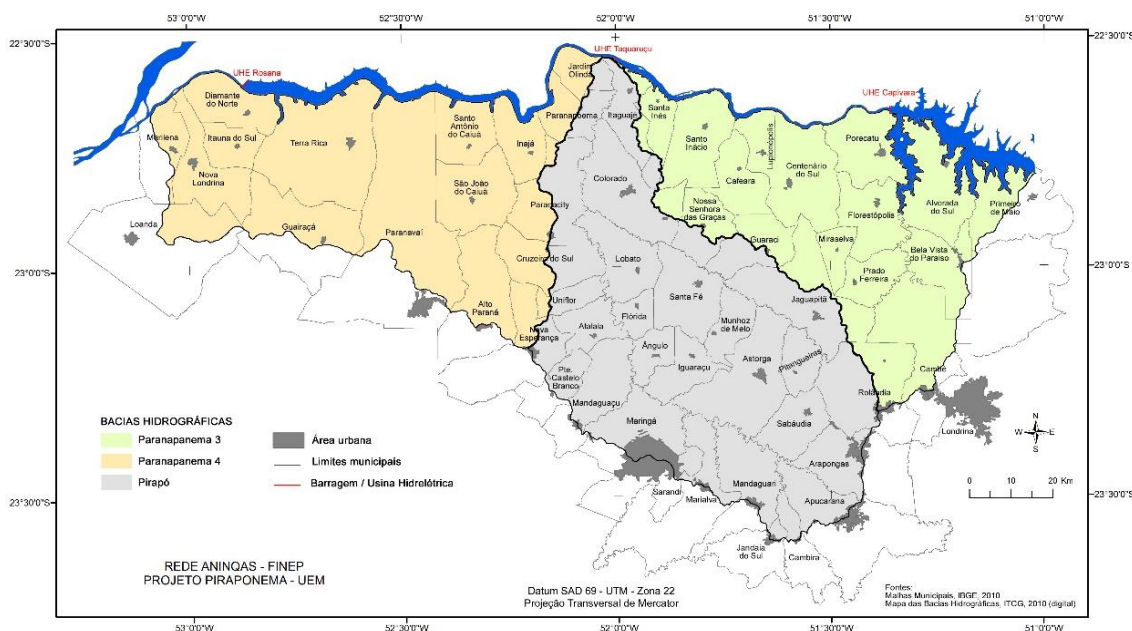 53°0'0"W
52°30'0"W
52°0'0"W
51°30'0"W
51°0'0"W
22°30'0"S
22°30'0"S
UHE Taquaruçu
UHE Rosana
UHE Capivara
Jardim
Olinda
Diamante
do Norte
Paranapoema
Itaguajé
Santa
Inês
Marilena
Itauna do Sul
Terra Rica
Santo
Antônio
do Caiuá
Inajá
Santo
Inácio
Lupionópolis
Porecatu
Nova
Londrina
São João
do Caiuá
Colorado
Cafeara
Centenário
do Sul
Alvorada
do Sul
Primeiro
de Maio
Paranacity
Nossa
Senhora
das Graças
Florestópolis
Loanda
Guairaçá
Paranavaí
Guaraci
Miraselva
Bela Vista
do Paraiso
23°0'0"S
23°0'0"S
Cruzeiro do Sul
Lobato
Prado
Ferreira
Santa Fé
Jaguapitã
Alto
Paraná
Uniflor
Flórida
Munhoz
de Melo
Nova
Esperança
Atalaia
Ângulo
Iguaraçu
Astorga
Pitangueiras
Pte.
Castelo
Branco
Cambé
Rolândia
Mandaguaçu
Maringá
Sabáudia
Londrina
Arapongas
Sarandi
Marialva
Mandaguari
Apucarana
Jandaia
do Sul
Cambira
BACIAS HIDROGRÁFICAS
Paranapanema 3
Paranapanema 4
Pirapó
Área urbana
Limites municipais
Barragem / Usina Hidrelótrica
N
W
E
S
0
10
20 Km
23°30'0"S
23°30'0"S
REDE ANINQAS - FINEP
PROJETO PIRAPONEMA - UEM
Datum SAD 69 - UTM - Zona 22
Projeção Transversal de Mercator
Fontes:
Malhas Municipais, IBGE, 2010
Mapa das Bacias Hidrográficas, ITCG, 2010 (digital)
53°0'0"W
52°30'0"W
52°0'0"W
51°30'0"W
51°0'0"W